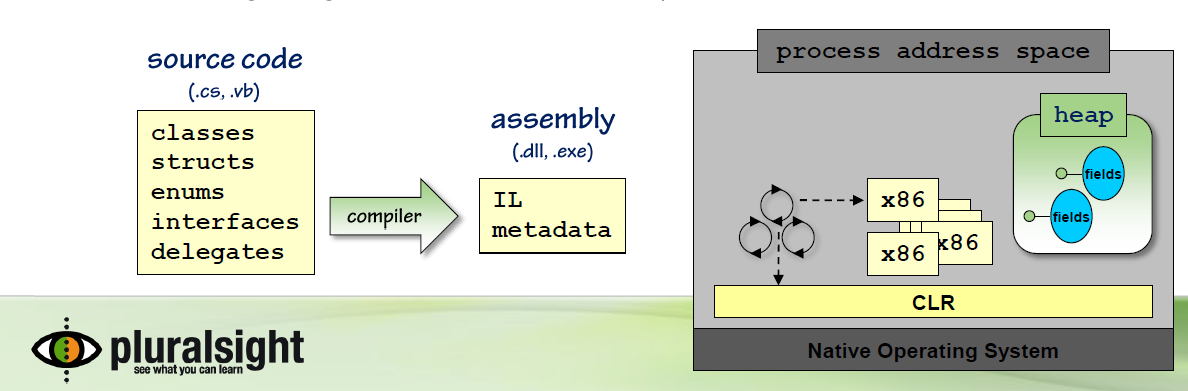 source code
(.cs, .vb)
classes
structs
enums
interfaces
delegates
compiler
assembly
(.dll, .exe)
IL
metadata
process address space
heap
fields
fields
x86
x86
x86
CLR
Native Operating System
pluralsight
see what you can learn